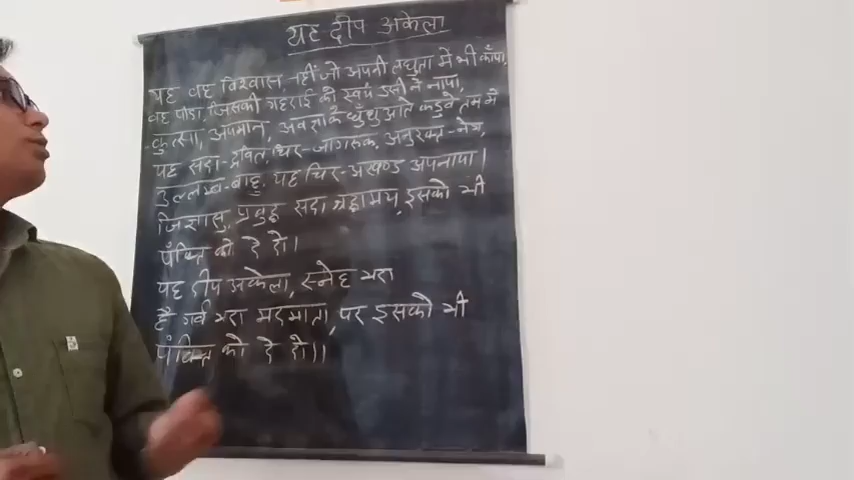 यह दीप अकेला
यह वह विश्वास, नहीं जो अपनी लघुता में भी काँपा,
वह पीडा, जिसकी गहराई को स्वयं उसी ने नापा,
कुत्सा, अपमान, अवज्ञा के धुँधुआते कडुवे तम में
यह सदा-द्रवित, चिर-जागरूक, अनुरक्त-नेत्र,
उल्लम्ब-बाहु, यह चिर-अखण्ड अपनापा।
जिज्ञासु, प्रबुद्ध सदा श्रद्धामय, इसको भी
पंक्ति को दे दो।
यह दीप अकेला, स्नेह भरा
है गर्व भरा मदमाता, पर इसको भी
पंक्ति को दे दो।।